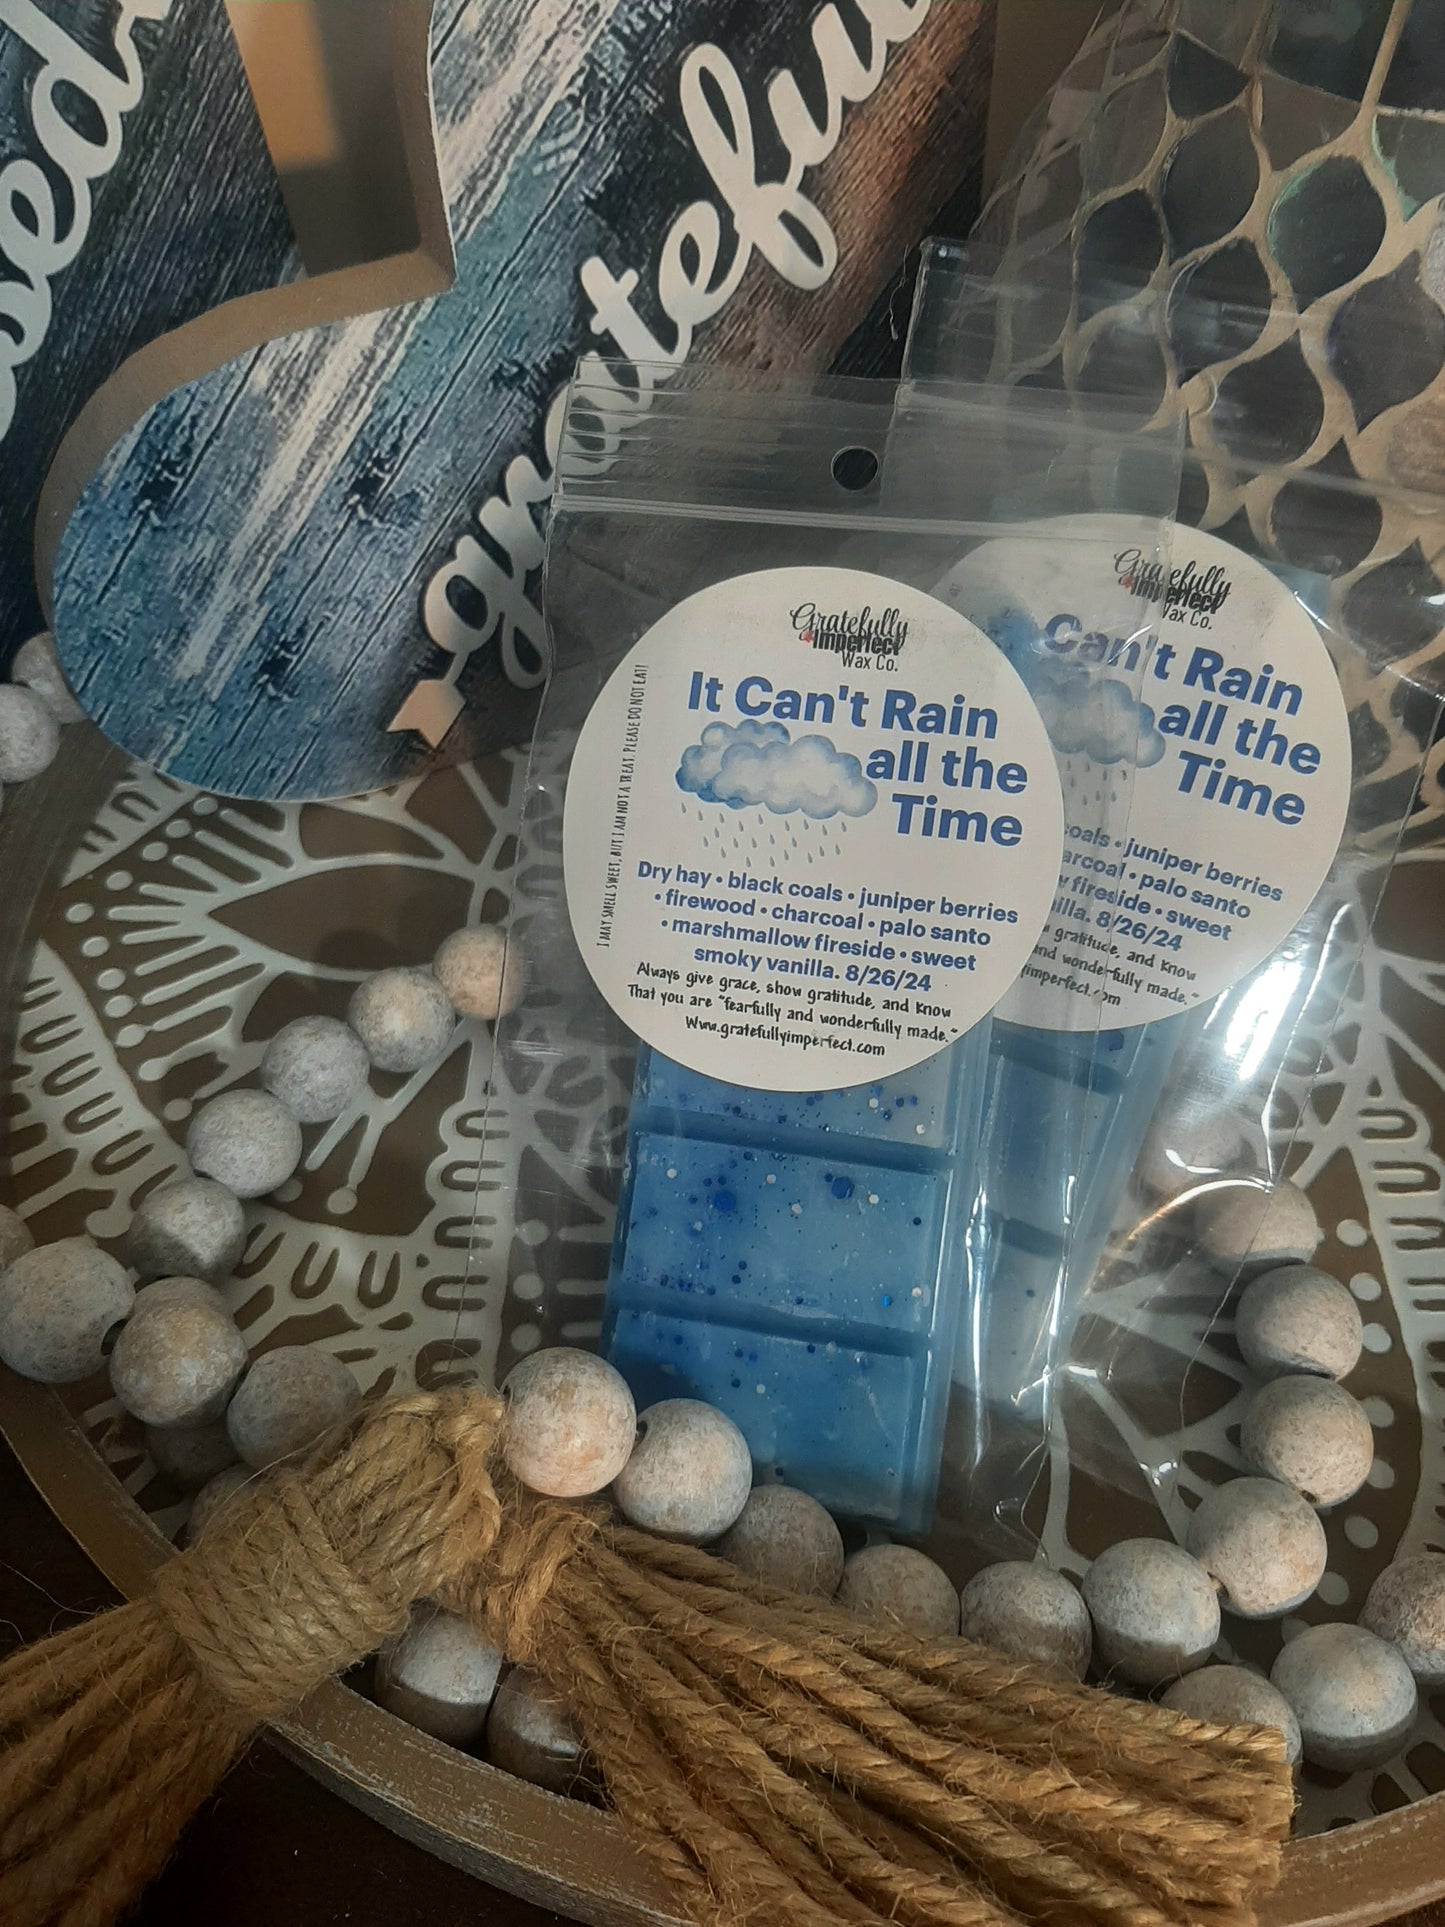 grateful
Gratefully
Imperfect
Wax Co.
It Can't Rain
all the
Time
I MAY SMELL SWEET, BUT I AM NOT A TREAT. PLEASE DO NOT EAT!
Dry hay • black coals • juniper berries
• firewood • charcoal • palo santo
• marshmallow fireside • sweet
smoky vanilla. 8/26/24
Always give grace, show gratitude, and know
That you are "fearfully and wonderfully made."
Www.gratefullyimperfect.com
Gratefully
Imperfect
Wax Co.
Can't Rain
all the
Time
coals • juniper berries
• palo santo
fireside • sweet
8/26/24
gratitude, and know
and wonderfully made."